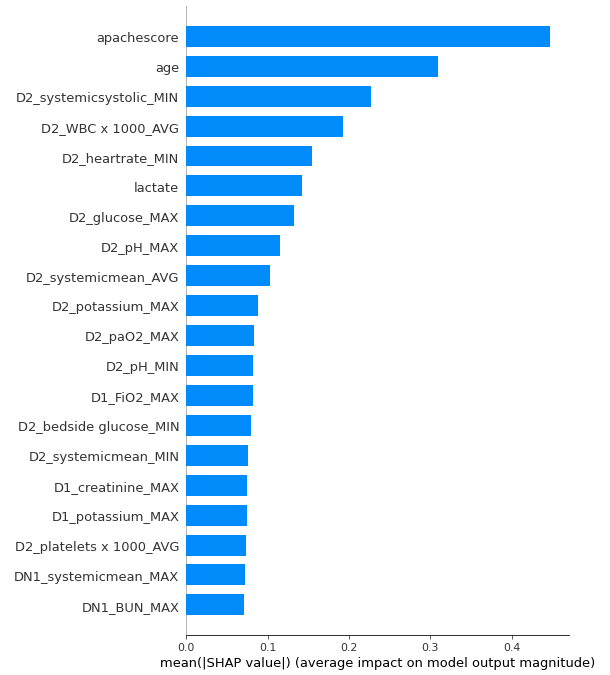 apachescore
age
D2_systemicsystolic_MIN
D2_WBC x 1000_AVG
D2_heartrate_MIN
lactate
D2_glucose_MAX
D2_pH_MAX
D2_systemicmean_AVG
D2_potassium_MAX
D2_paO2_MAX
D2_pH_MIN
D1_FiO2_MAX
D2_bedside glucose_MIN
D2_systemicmean_MIN
D1_creatinine_MAX
D1_potassium_MAX
D2_platelets x 1000_AVG
DN1_systemicmean_MAX
DN1_BUN_MAX
0.0 0.1 0.2 0.3 0.4
mean(|SHAP value|) (average impact on model output magnitude)